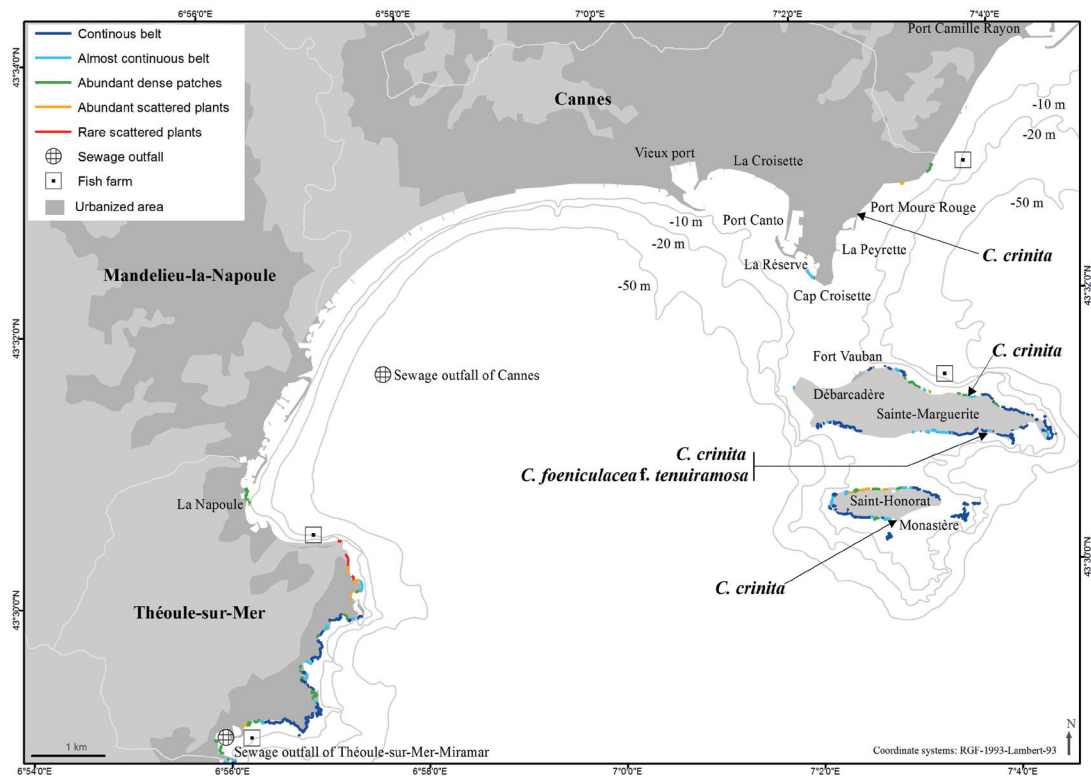 6°56'0"E
6°58'0"E
7°0'0"E
7°2'0"E
7°4'0"E
Continous belt
Almost continuous belt
Abundant dense patches
Abundant scattered plants
Rare scattered plants
Sewage outfall
Fish farm
Urbanized area
Port Camille Rayon
43°34'0"N
Cannes
-10 m
-20 m
-50 m
Vieux port
La Croisette
Port Canto
Port Moure Rouge
-10 m
-20 m
-50 m
La Peyrette
La Réserve
C. crinita
Cap Croisette
Mandelieu-la-Napoule
43°32'0"N
43°32'0"N
Sewage outfall of Cannes
Fort Vauban
C. crinita
Débarcadère
Sainte-Marguerite
C. crinita
C. foeniculacea f. tenuiramosa
La Napoule
Saint-Honorat
Monastère
43°30'0"N
C. crinita
Théoule-sur-Mer
43°30'0"N
1 km
Sewage outfall of Théoule-sur-Mer-Miramar
N
Coordinate systems: RGF-1993-Lambert-93
6°54'0"E
6°56'0"E
6°58'0"E
7°0'0"E
7°2'0"E
7°4'0"E